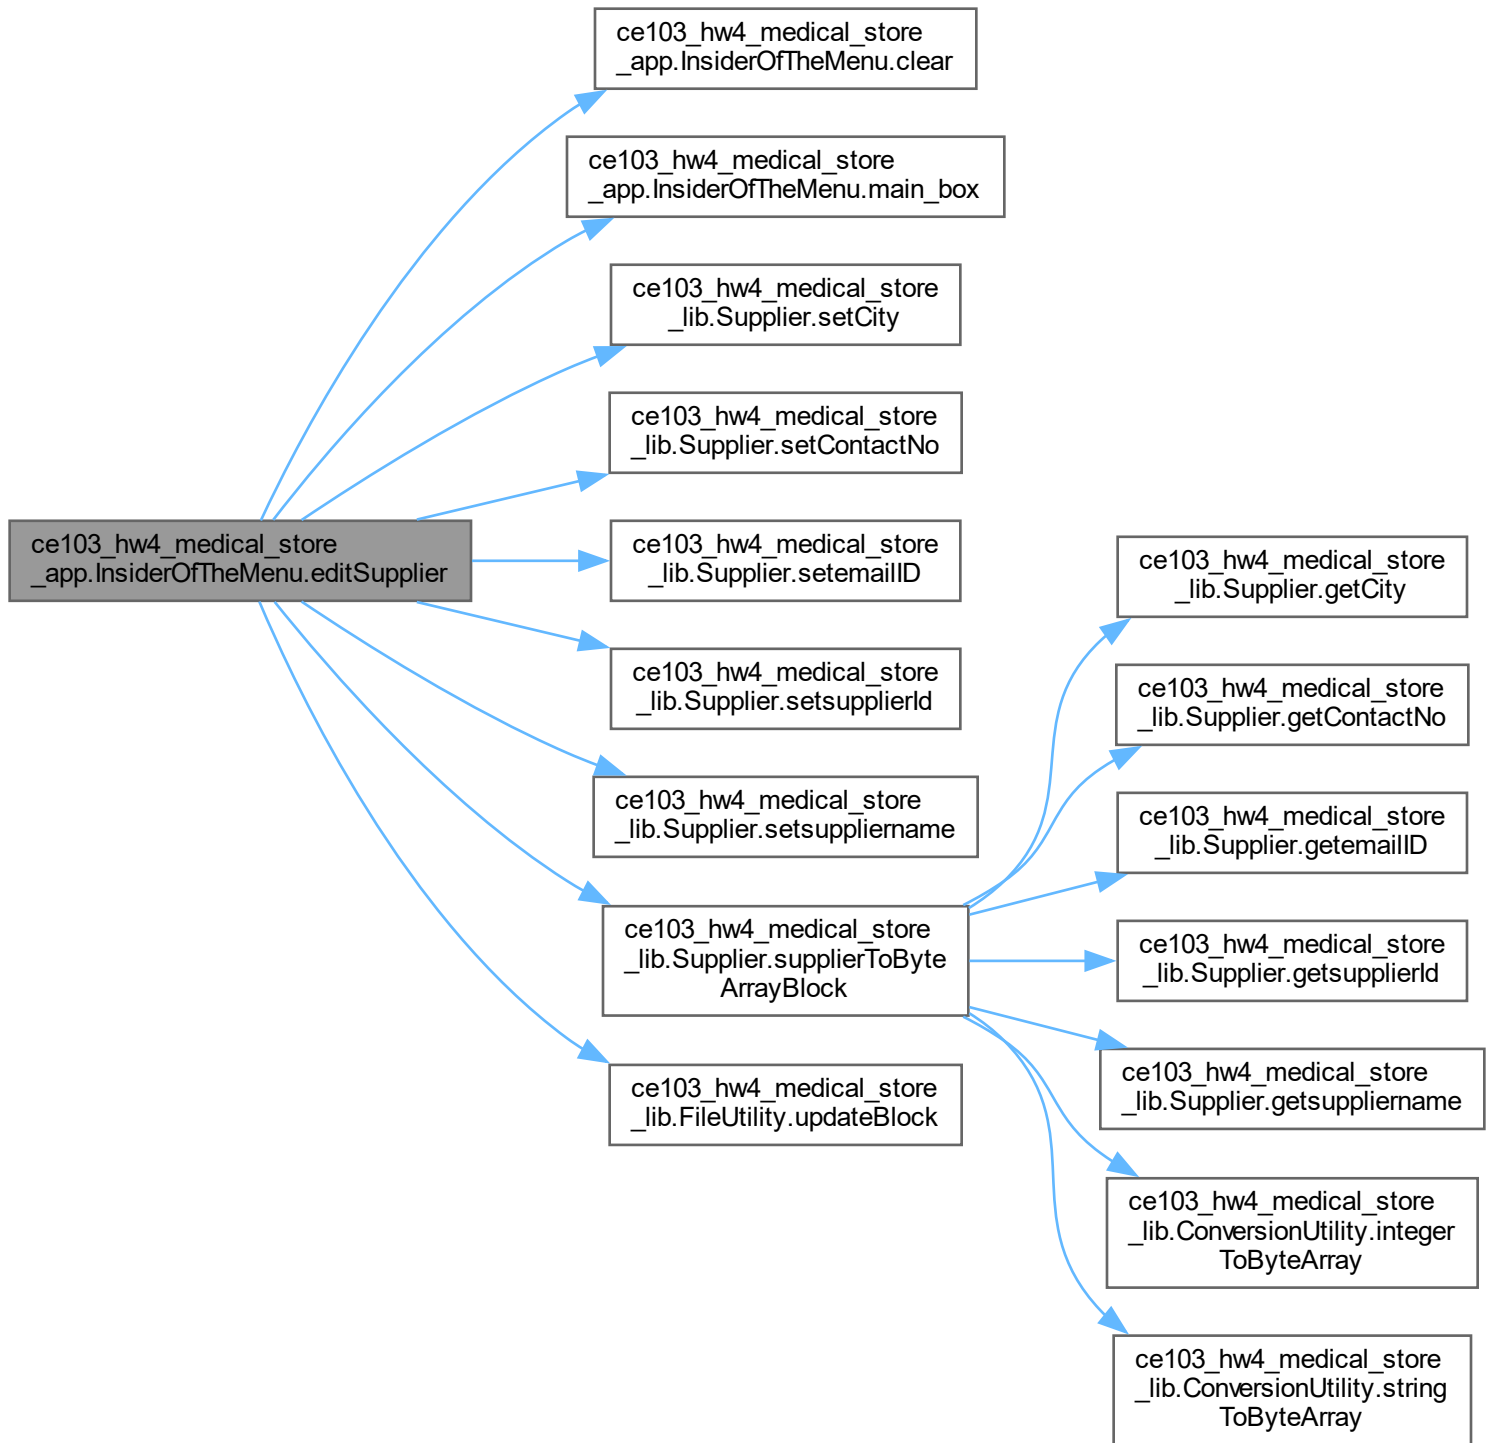 ce103_hw4_medical_store
_app.InsiderOfTheMenu.clear
ce103_hw4_medical_store
_app.InsiderOfTheMenu.main_box
ce103_hw4_medical_store
_lib.Supplier.setCity
ce103_hw4_medical_store
_lib.Supplier.setContactNo
ce103_hw4_medical_store
_app.InsiderOfTheMenu.editSupplier
ce103_hw4_medical_store
_lib.Supplier.setemailID
ce103_hw4_medical_store
_lib.Supplier.setsupplierId
ce103_hw4_medical_store
_lib.Supplier.setsuppliername
ce103_hw4_medical_store
_lib.Supplier.supplierToByte
ArrayBlock
ce103_hw4_medical_store
_lib.FileUtility.updateBlock
ce103_hw4_medical_store
_lib.Supplier.getCity
ce103_hw4_medical_store
_lib.Supplier.getContactNo
ce103_hw4_medical_store
_lib.Supplier.getemailID
ce103_hw4_medical_store
_lib.Supplier.getsupplierId
ce103_hw4_medical_store
_lib.Supplier.getsuppliername
ce103_hw4_medical_store
_lib.ConversionUtility.integer
ToByteArray
ce103_hw4_medical_store
_lib.ConversionUtility.string
ToByteArray